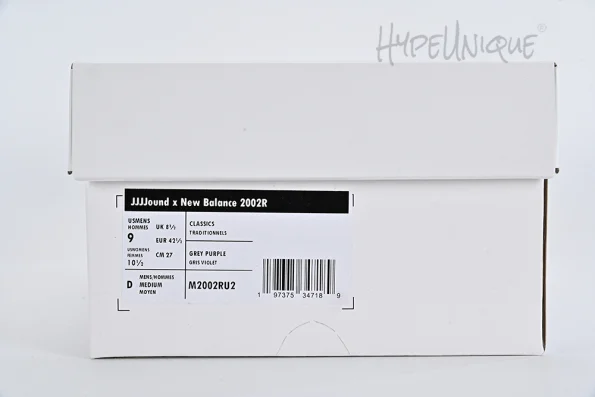 HYPEUNIQUE®
JJJJound x New Balance 2002R
USMENS
HOMMES
9
UK 8½
EUR 42½
USWOMENS
FEMMES
10½
CM 27
CLASSICS
TRADITIONNELS
GREY PURPLE
GRIS VIOLET
D
MENS/HOMMES
MEDIUM
MOYEN
M2002RU2
1 97375 34718 9